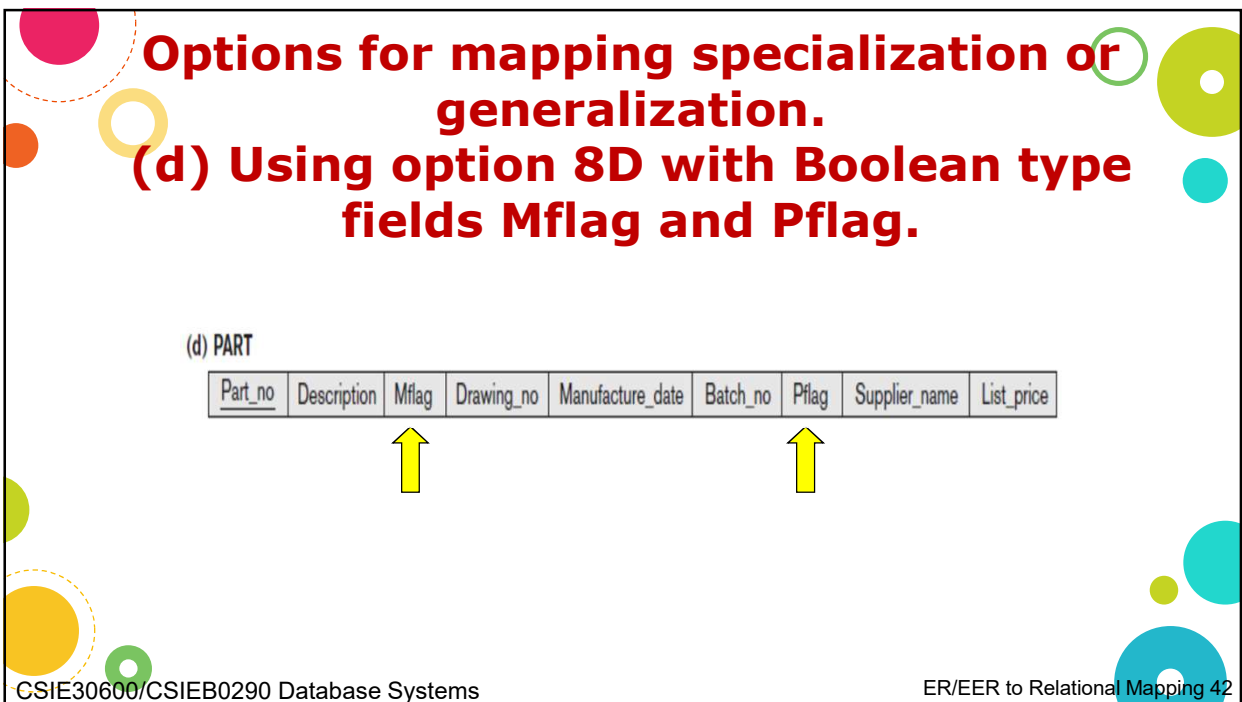 Options for mapping specialization or
generalization.
(d) Using option 8D with Boolean type
fields Mflag and Pflag.
(d) PART
Part_no Description Mflag Drawing_no Manufacture_date Batch_no Pflag Supplier_name List_price
CSIE30600/CSIEB0290 Database Systems
ER/EER to Relational Mapping 42